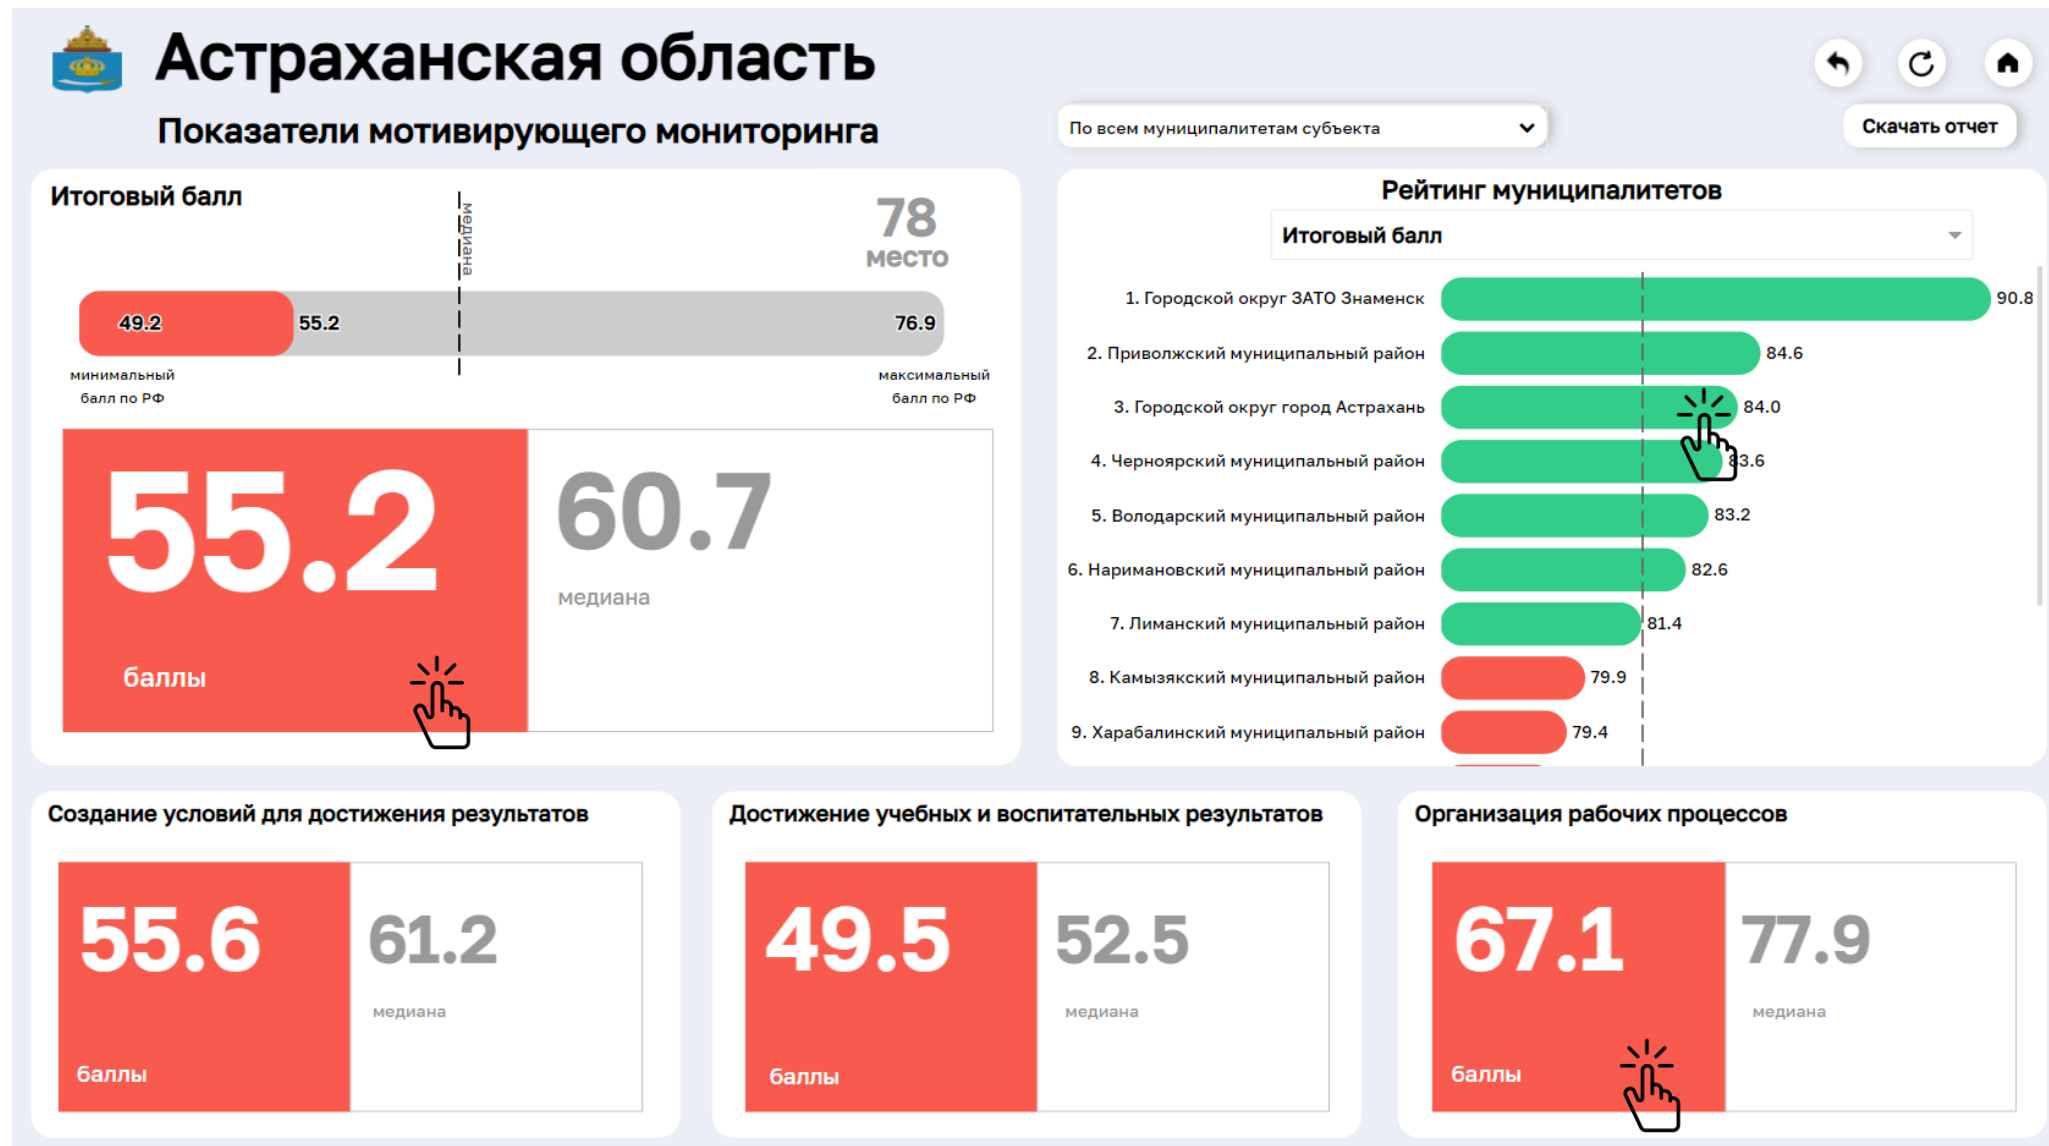 Астраханская область
Показатели мотивирующего мониторинга
По всем муниципалитетам субъекта
Скачать отчет
Итоговый балл
медиана
78
место
49.2
55.2
76.9
минимальный
балл по РФ
максимальный
балл по РФ
55.2
баллы
60.7
медиана
Рейтинг муниципалитетов
Итоговый балл
1. Городской округ ЗАТО Знаменск 90.8
2. Приволжский муниципальный район 84.6
3. Городской округ город Астрахань 84.0
4. Черноярский муниципальный район 83.6
5. Володарский муниципальный район 83.2
6. Наримановский муниципальный район 82.6
7. Лиманский муниципальный район 81.4
8. Камызякский муниципальный район 79.9
9. Харабалинский муниципальный район 79.4
Создание условий для достижения результатов
55.6
баллы
61.2
медиана
Достижение учебных и воспитательных результатов
49.5
баллы
52.5
медиана
Организация рабочих процессов
67.1
баллы
77.9
медиана